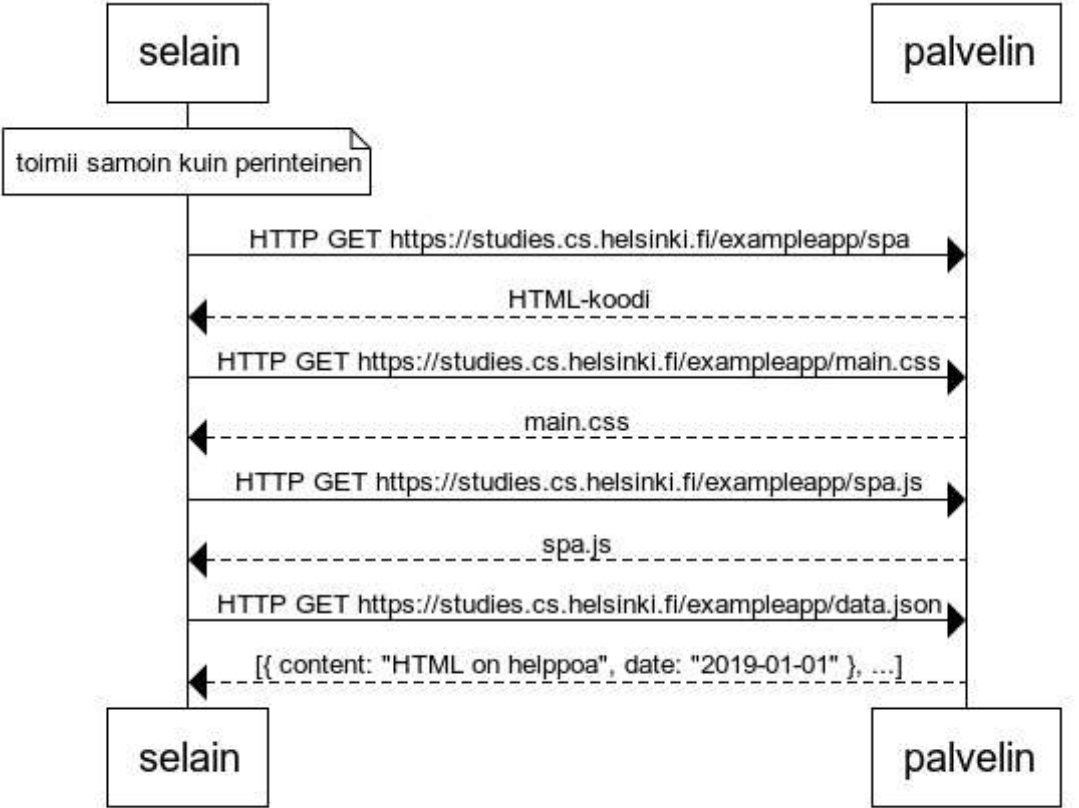 selain
palvelin
toimii samoin kuin perinteinen
HTTP GET https://studies.cs.helsinki.fi/exampleapp/spa
HTML-koodi
HTTP GET https://studies.cs.helsinki.fi/exampleapp/main.css
main.css
HTTP GET https://studies.cs.helsinki.fi/exampleapp/spa.js
spa.js
HTTP GET https://studies.cs.helsinki.fi/exampleapp/data.json
[{ content: "HTML on helppoa", date: "2019-01-01" }, ...]
selain
palvelin